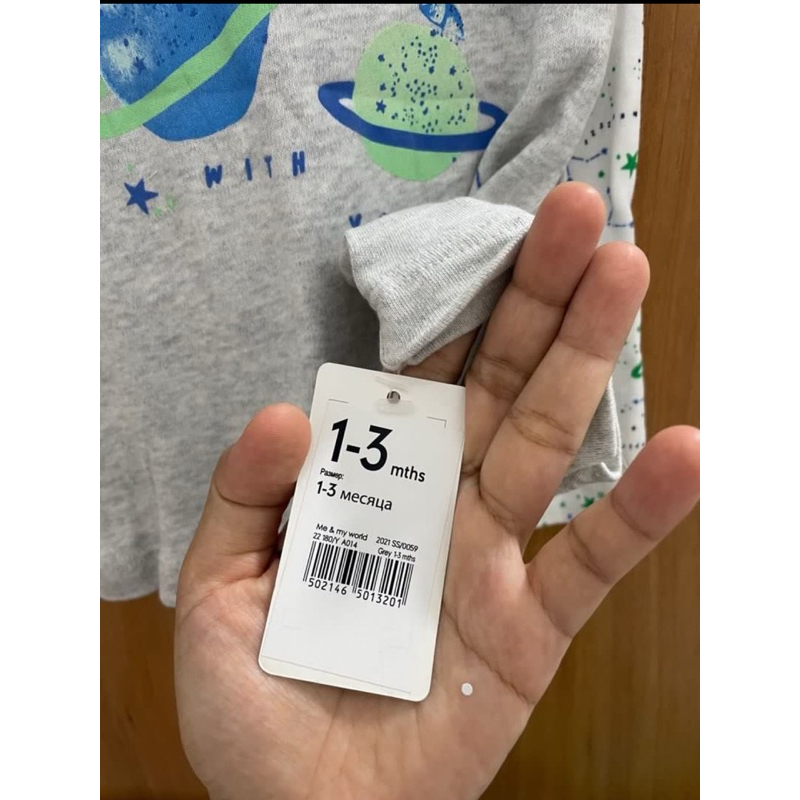 WITH
1-3 mths
Размер:
1-3 месяца
Me & my world 2021 SS/0059
22 180/Y A014 Grey 1-3 mths
502146 5013201